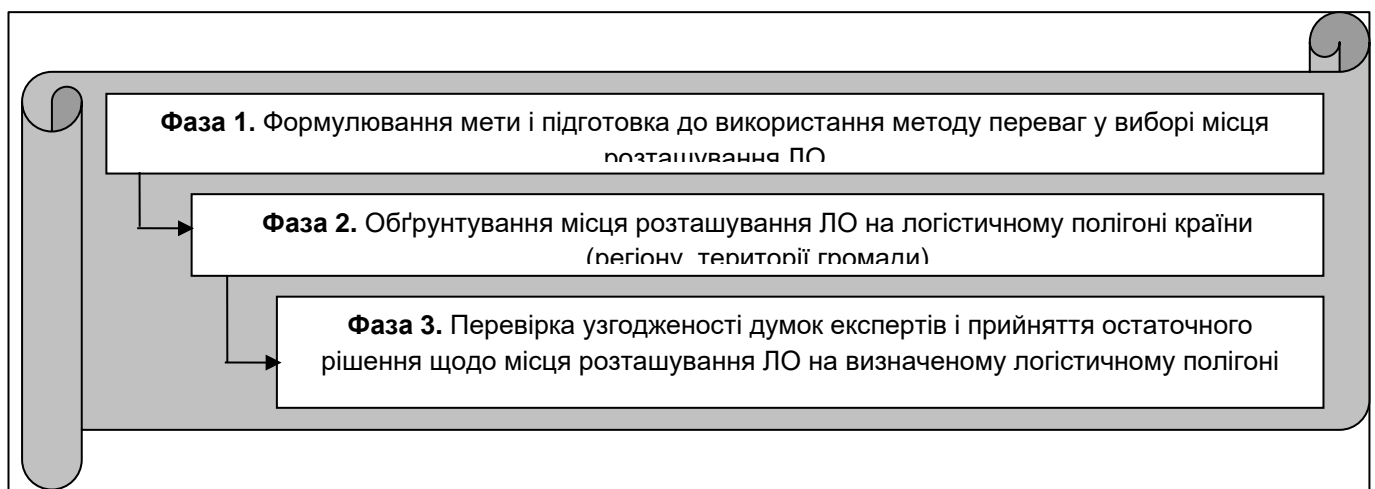 Фаза 1. Формулювання мети і підготовка до використання методу переваг у виборі місця
розташування ЛО
Фаза 2. Обґрунтування місця розташування ЛО на логістичному полігоні країни
(регіону, території громади)
Фаза 3. Перевірка узгодженості думок експертів і прийняття остаточного
рішення щодо місця розташування ЛО на визначеному логістичному полігоні